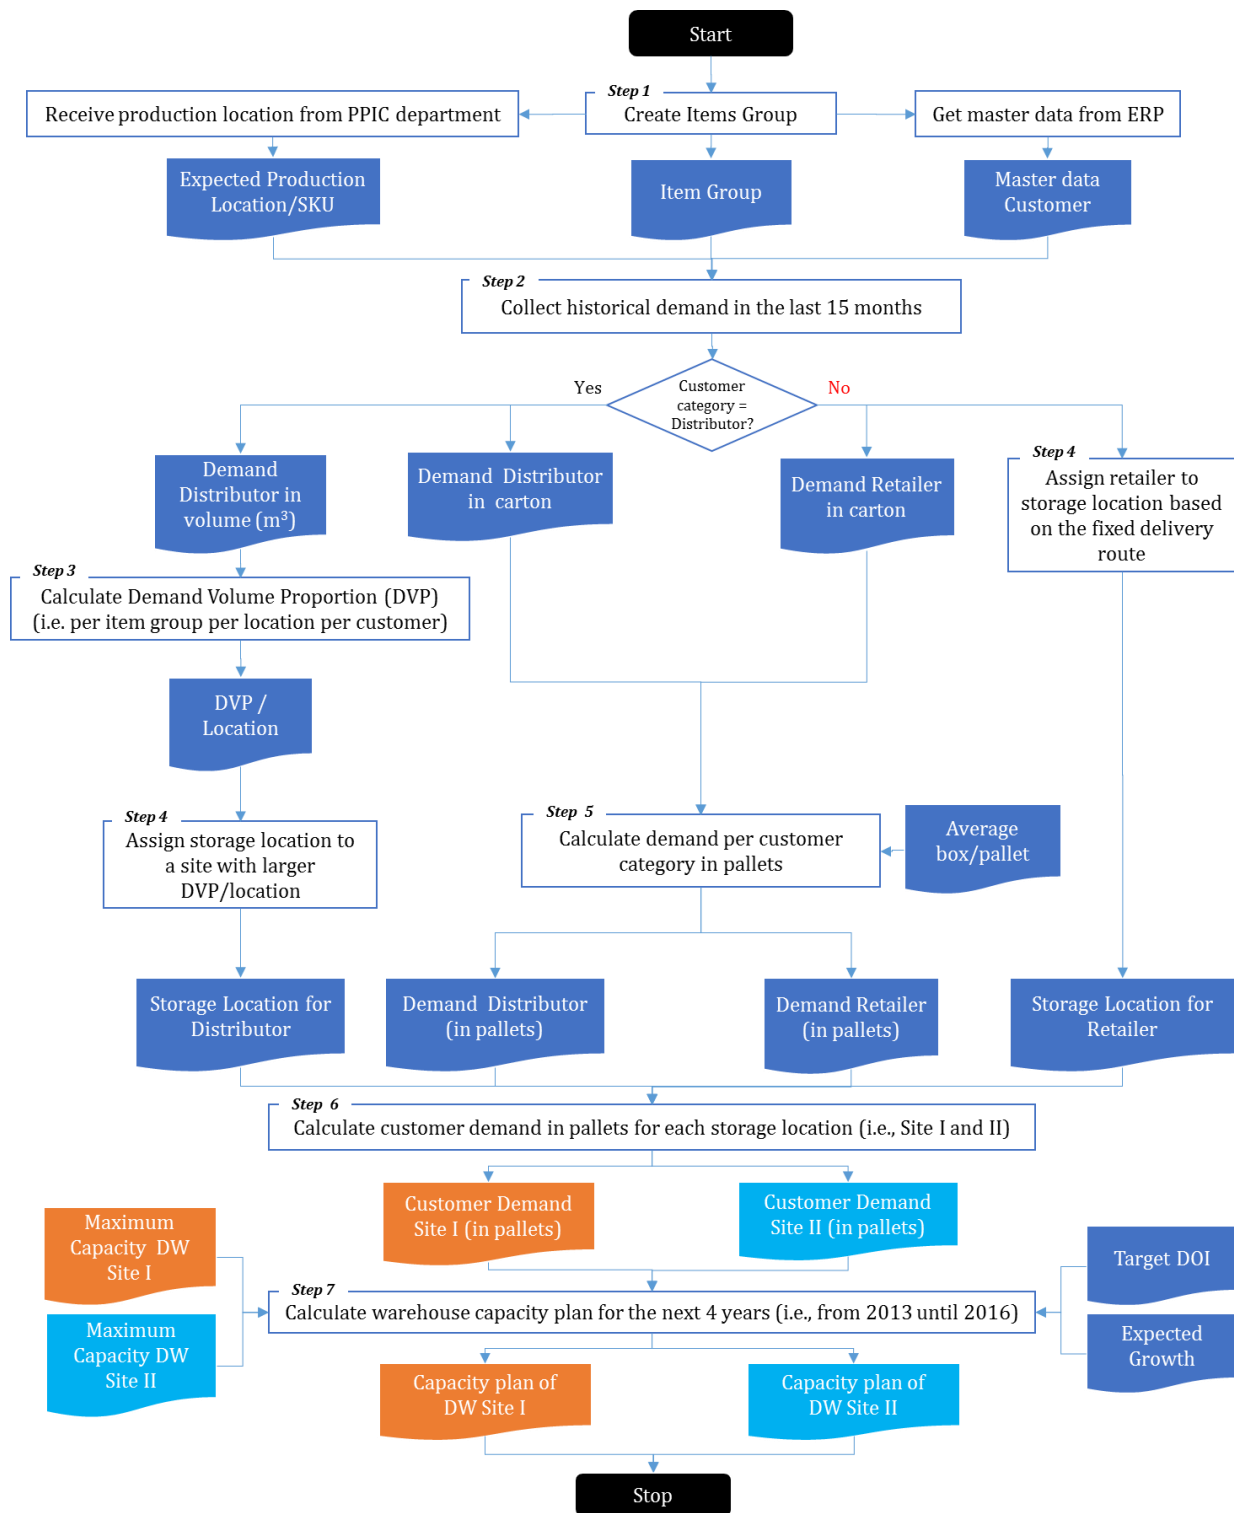 Start
Step 1
Receive production location from PPIC department
Create Items Group
Get master data from ERP
Expected Production
Location/SKU
Item Group
Master data
Customer
Step 2
Collect historical demand in the last 15 months
Yes
Customer
category =
Distributor?
No
Demand
Distributor in
volume (m³)
Demand Distributor
in carton
Demand Retailer
in carton
Step 4
Assign retailer to
storage location based
on the fixed delivery
route
Step 3
Calculate Demand Volume Proportion (DVP)
(i.e. per item group per location per customer)
DVP /
Location
Step 4
Assign storage location to
a site with larger
DVP/location
Step 5
Calculate demand per customer
category in pallets
Average
box/pallet
Storage Location for
Distributor
Demand Distributor
(in pallets)
Demand Retailer
(in pallets)
Storage Location for
Retailer
Step 6
Calculate customer demand in pallets for each storage location (i.e., Site I and II)
Customer Demand
Site I (in pallets)
Customer Demand
Site II (in pallets)
Maximum
Capacity DW
Site I
Target DOI
Step 7
Calculate warehouse capacity plan for the next 4 years (i.e., from 2013 until 2016)
Maximum
Capacity DW
Site II
Expected
Growth
Capacity plan of
DW Site I
Capacity plan of
DW Site II
Stop